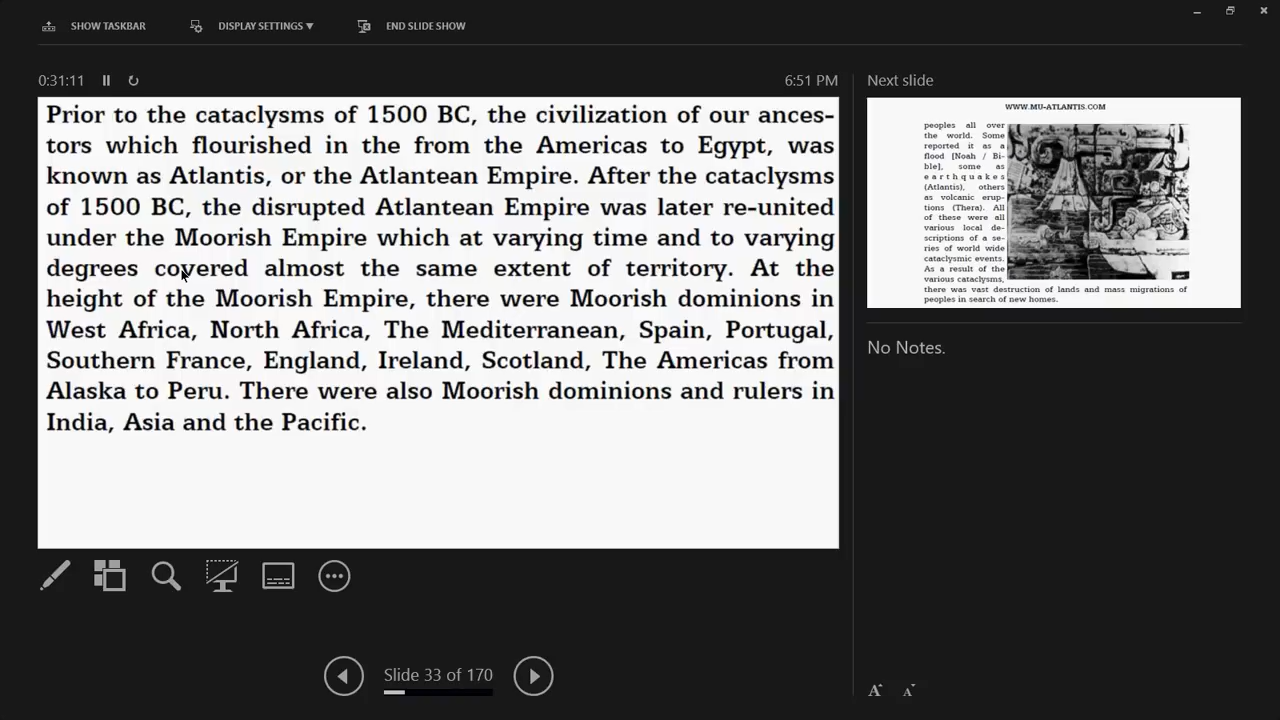 SHOW TASKBAR
DISPLAY SETTINGS ▼
END SLIDE SHOW
0:31:11
6:51 PM
Prior to the cataclysms of 1500 BC, the civilization of our ances-
tors which flourished in the from the Americas to Egypt, was
known as Atlantis, or the Atlantean Empire. After the cataclysms
of 1500 BC, the disrupted Atlantean Empire was later re-united
under the Moorish Empire which at varying time and to varying
degrees covered almost the same extent of territory. At the
height of the Moorish Empire, there were Moorish dominions in
West Africa, North Africa, The Mediterranean, Spain, Portugal,
Southern France, England, Ireland, Scotland, The Americas from
Alaska to Peru. There were also Moorish dominions and rulers in
India, Asia and the Pacific.
Slide 33 of 170
Next slide
WWW.MU-ATLANTIS.COM
peoples all over
the world. Some
reported it as a
flood [Noah / Bi-
ble], some as
earthquakes
(Atlantis), others
as volcanic erup-
tions (Thera). All
of these were all
various local de-
scriptions of a se-
ries of world wide
cataclysmic events.
As a result of the
various cataclysms,
there was vast destruction of lands and mass migrations of
peoples in search of new homes.
No Notes.
A A